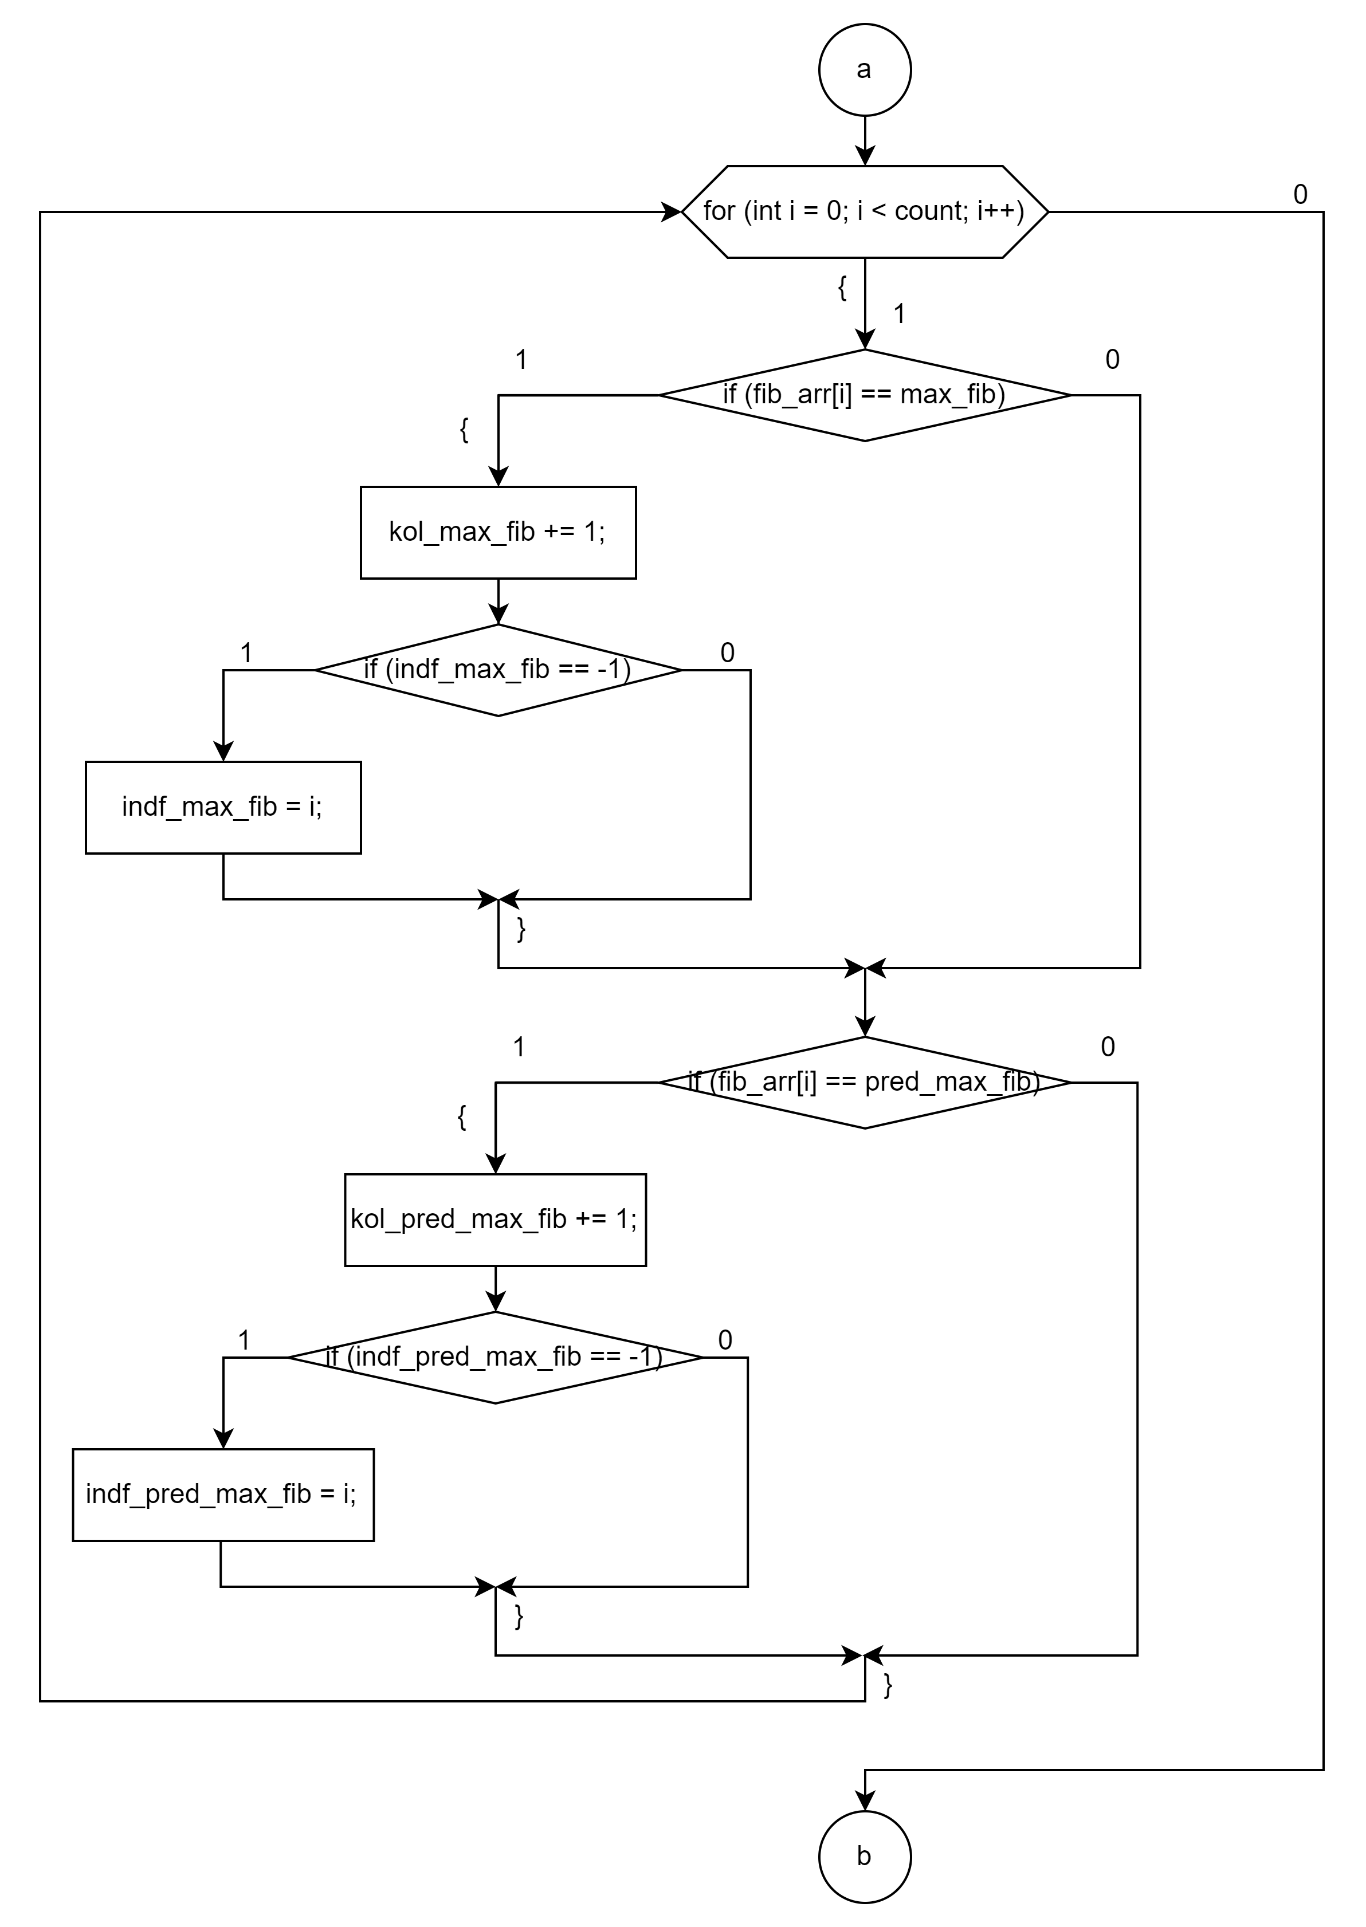 a
for (int i = 0; i < count; i++)
0
{
1
1
if (fib_arr[i] == max_fib)
0
{
kol_max_fib += 1;
1
if (indf_max_fib == -1)
0
indf_max_fib = i;
}
1
if (fib_arr[i] == pred_max_fib)
0
{
kol_pred_max_fib += 1;
1
if (indf_pred_max_fib == -1)
0
indf_pred_max_fib = i;
}
}
b